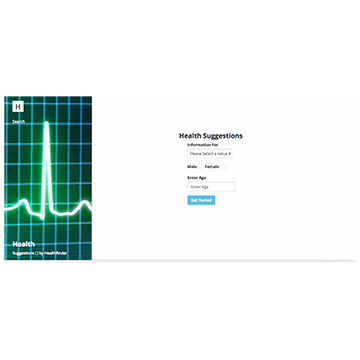 H
Search
Health
Suggestions by Healthfinder
Health Suggestions
Information For
Please Select a Value
Male Female
Enter Age
Enter Age
Get Started